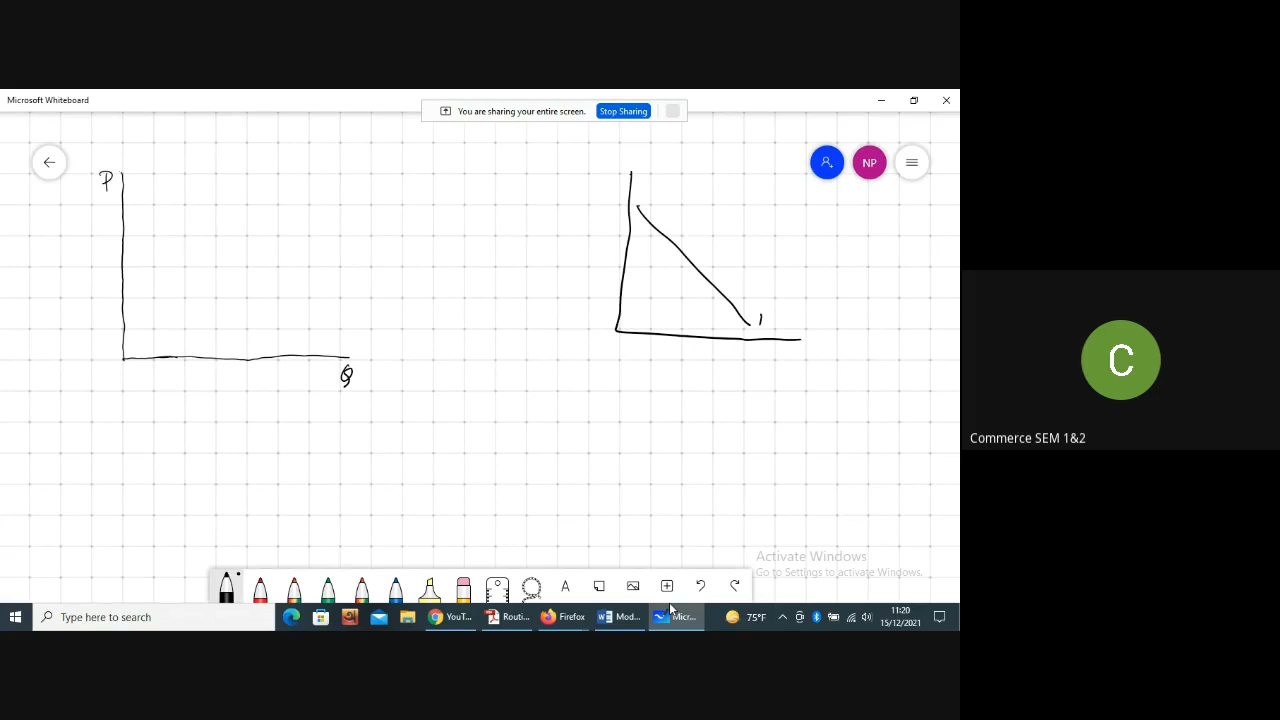 Microsoft Whiteboard
You are sharing your entire screen.
Stop Sharing
NP
P
Q
C
Commerce SEM 1&2
Activate Windows
Go to Settings to activate Windows.
A
Type here to search
YouT...
Routi...
Firefox
Mod...
Micr...
75°F
11:20
15/12/2021